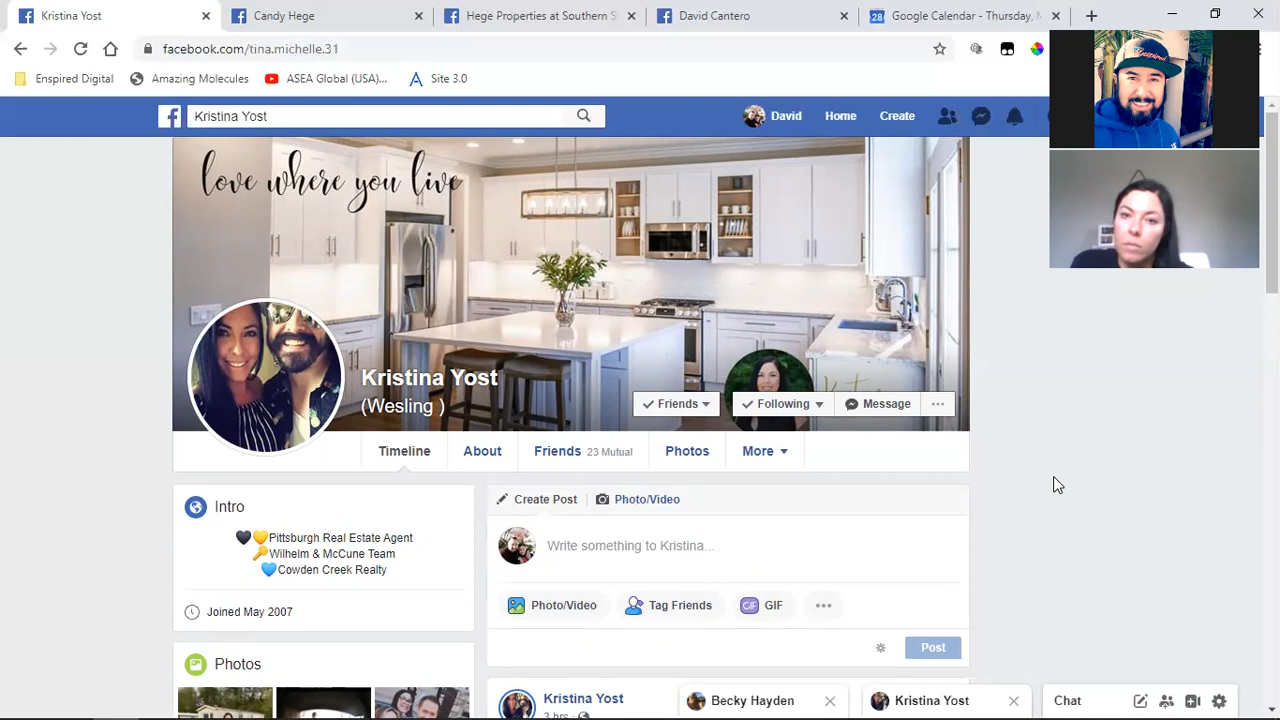 Kristina Yost
Candy Hege
Hege Properties at Southern S
David Cantero
28
Google Calendar - Thursday, M
facebook.com/tina.michelle.31
Enspired Digital
Amazing Molecules
ASEA Global (USA)...
Site 3.0
Kristina Yost
David
Home
Create
love where you live
Kristina Yost
(Wesling )
Friends
Following
Message
Timeline
About
Friends 23 Mutual
Photos
More
Intro
Pittsburgh Real Estate Agent
Wilhelm & McCune Team
Cowden Creek Realty
Joined May 2007
Photos
Create Post
Photo/Video
Write something to Kristina...
Photo/Video
Tag Friends
GIF
Post
Kristina Yost
3 hrs
Becky Hayden
Kristina Yost
Chat